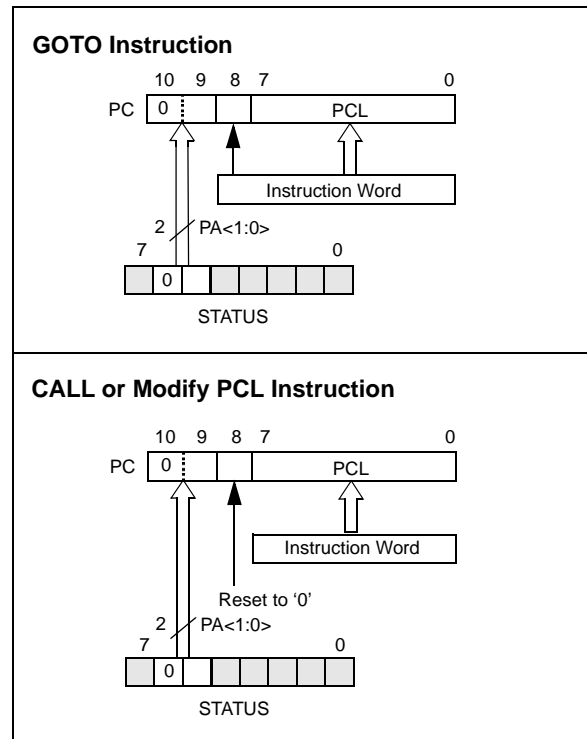 GOTO Instruction
10 9 8 7 0
PC 0 PCL
Instruction Word
2 PA<1:0>
7 0
0
STATUS
CALL or Modify PCL Instruction
10 9 8 7 0
PC 0 PCL
Instruction Word
Reset to ‘0’
2 PA<1:0>
7 0
0
STATUS